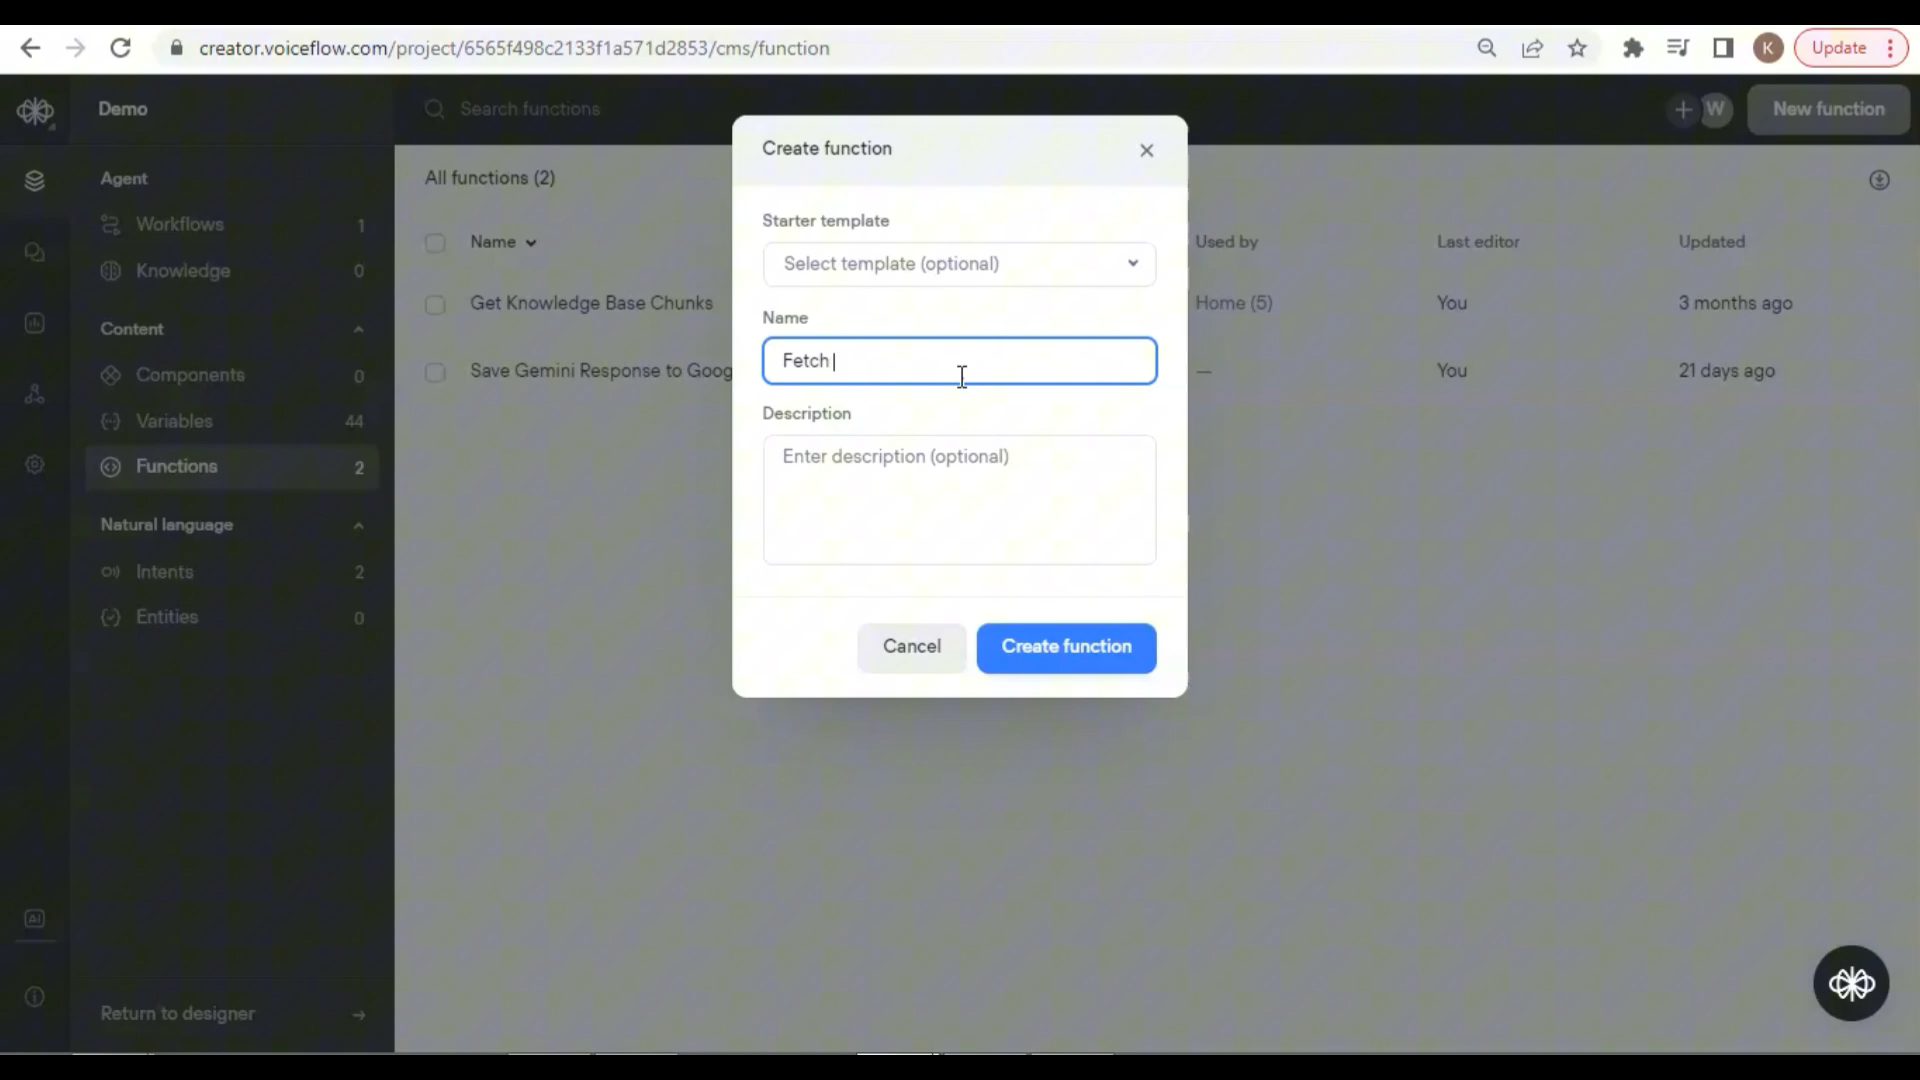 creator.voiceflow.com/project/6565f498c2133f1a571d2853/cms/function
K
Update
Demo
Search functions
W
New function
Agent
Workflows 1
Knowledge 0
Content
Components 0
Variables 44
Functions 2
Natural language
Intents 2
Entities 0
AI
Return to designer
All functions (2)
Name Used by Last editor Updated
Get Knowledge Base Chunks Home (5) You 3 months ago
Save Gemini Response to Goog — You 21 days ago
Create function
Starter template
Select template (optional)
Name
Fetch
Description
Enter description (optional)
Cancel
Create function